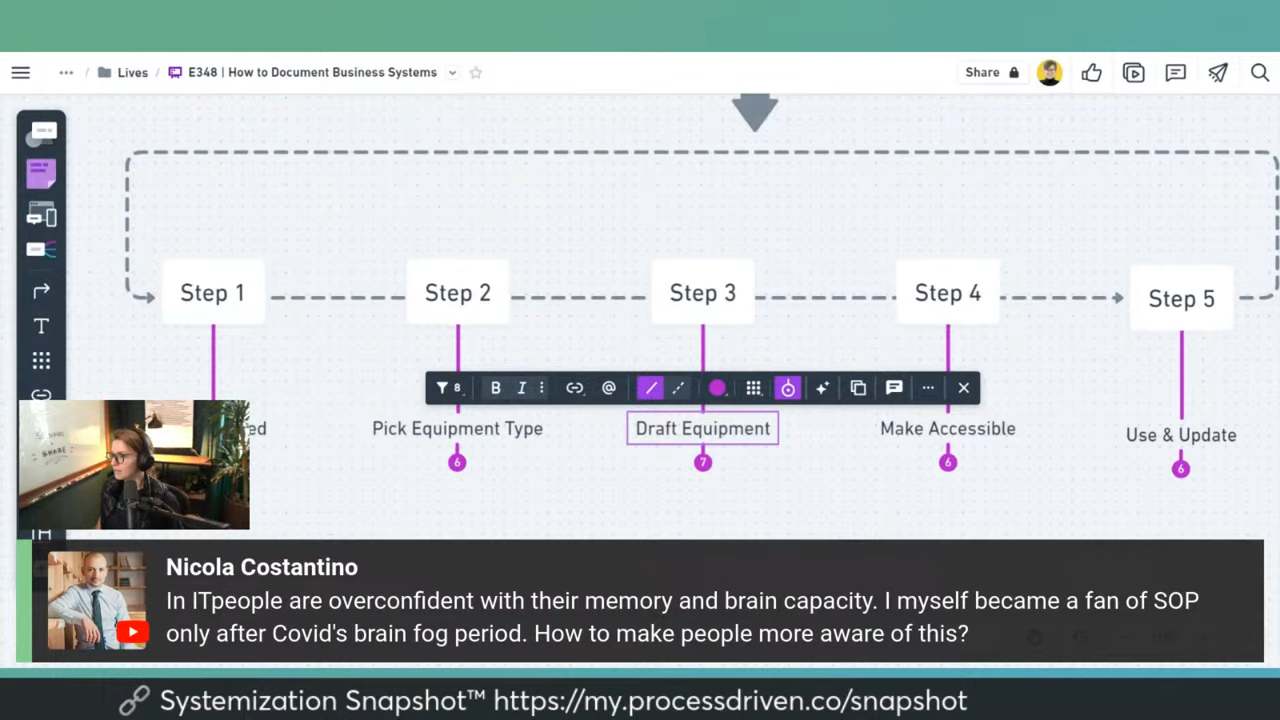 Lives / E348 | How to Document Business Systems
Share
Step 1
Step 2
Step 3
Step 4
Step 5
8 B I @
ed
Pick Equipment Type
Draft Equipment
Make Accessible
Use & Update
6
7
6
6
SHARE
Nicola Costantino
In ITpeople are overconfident with their memory and brain capacity. I myself became a fan of SOP
only after Covid's brain fog period. How to make people more aware of this?
Systemization Snapshot™ https://my.processdriven.co/snapshot